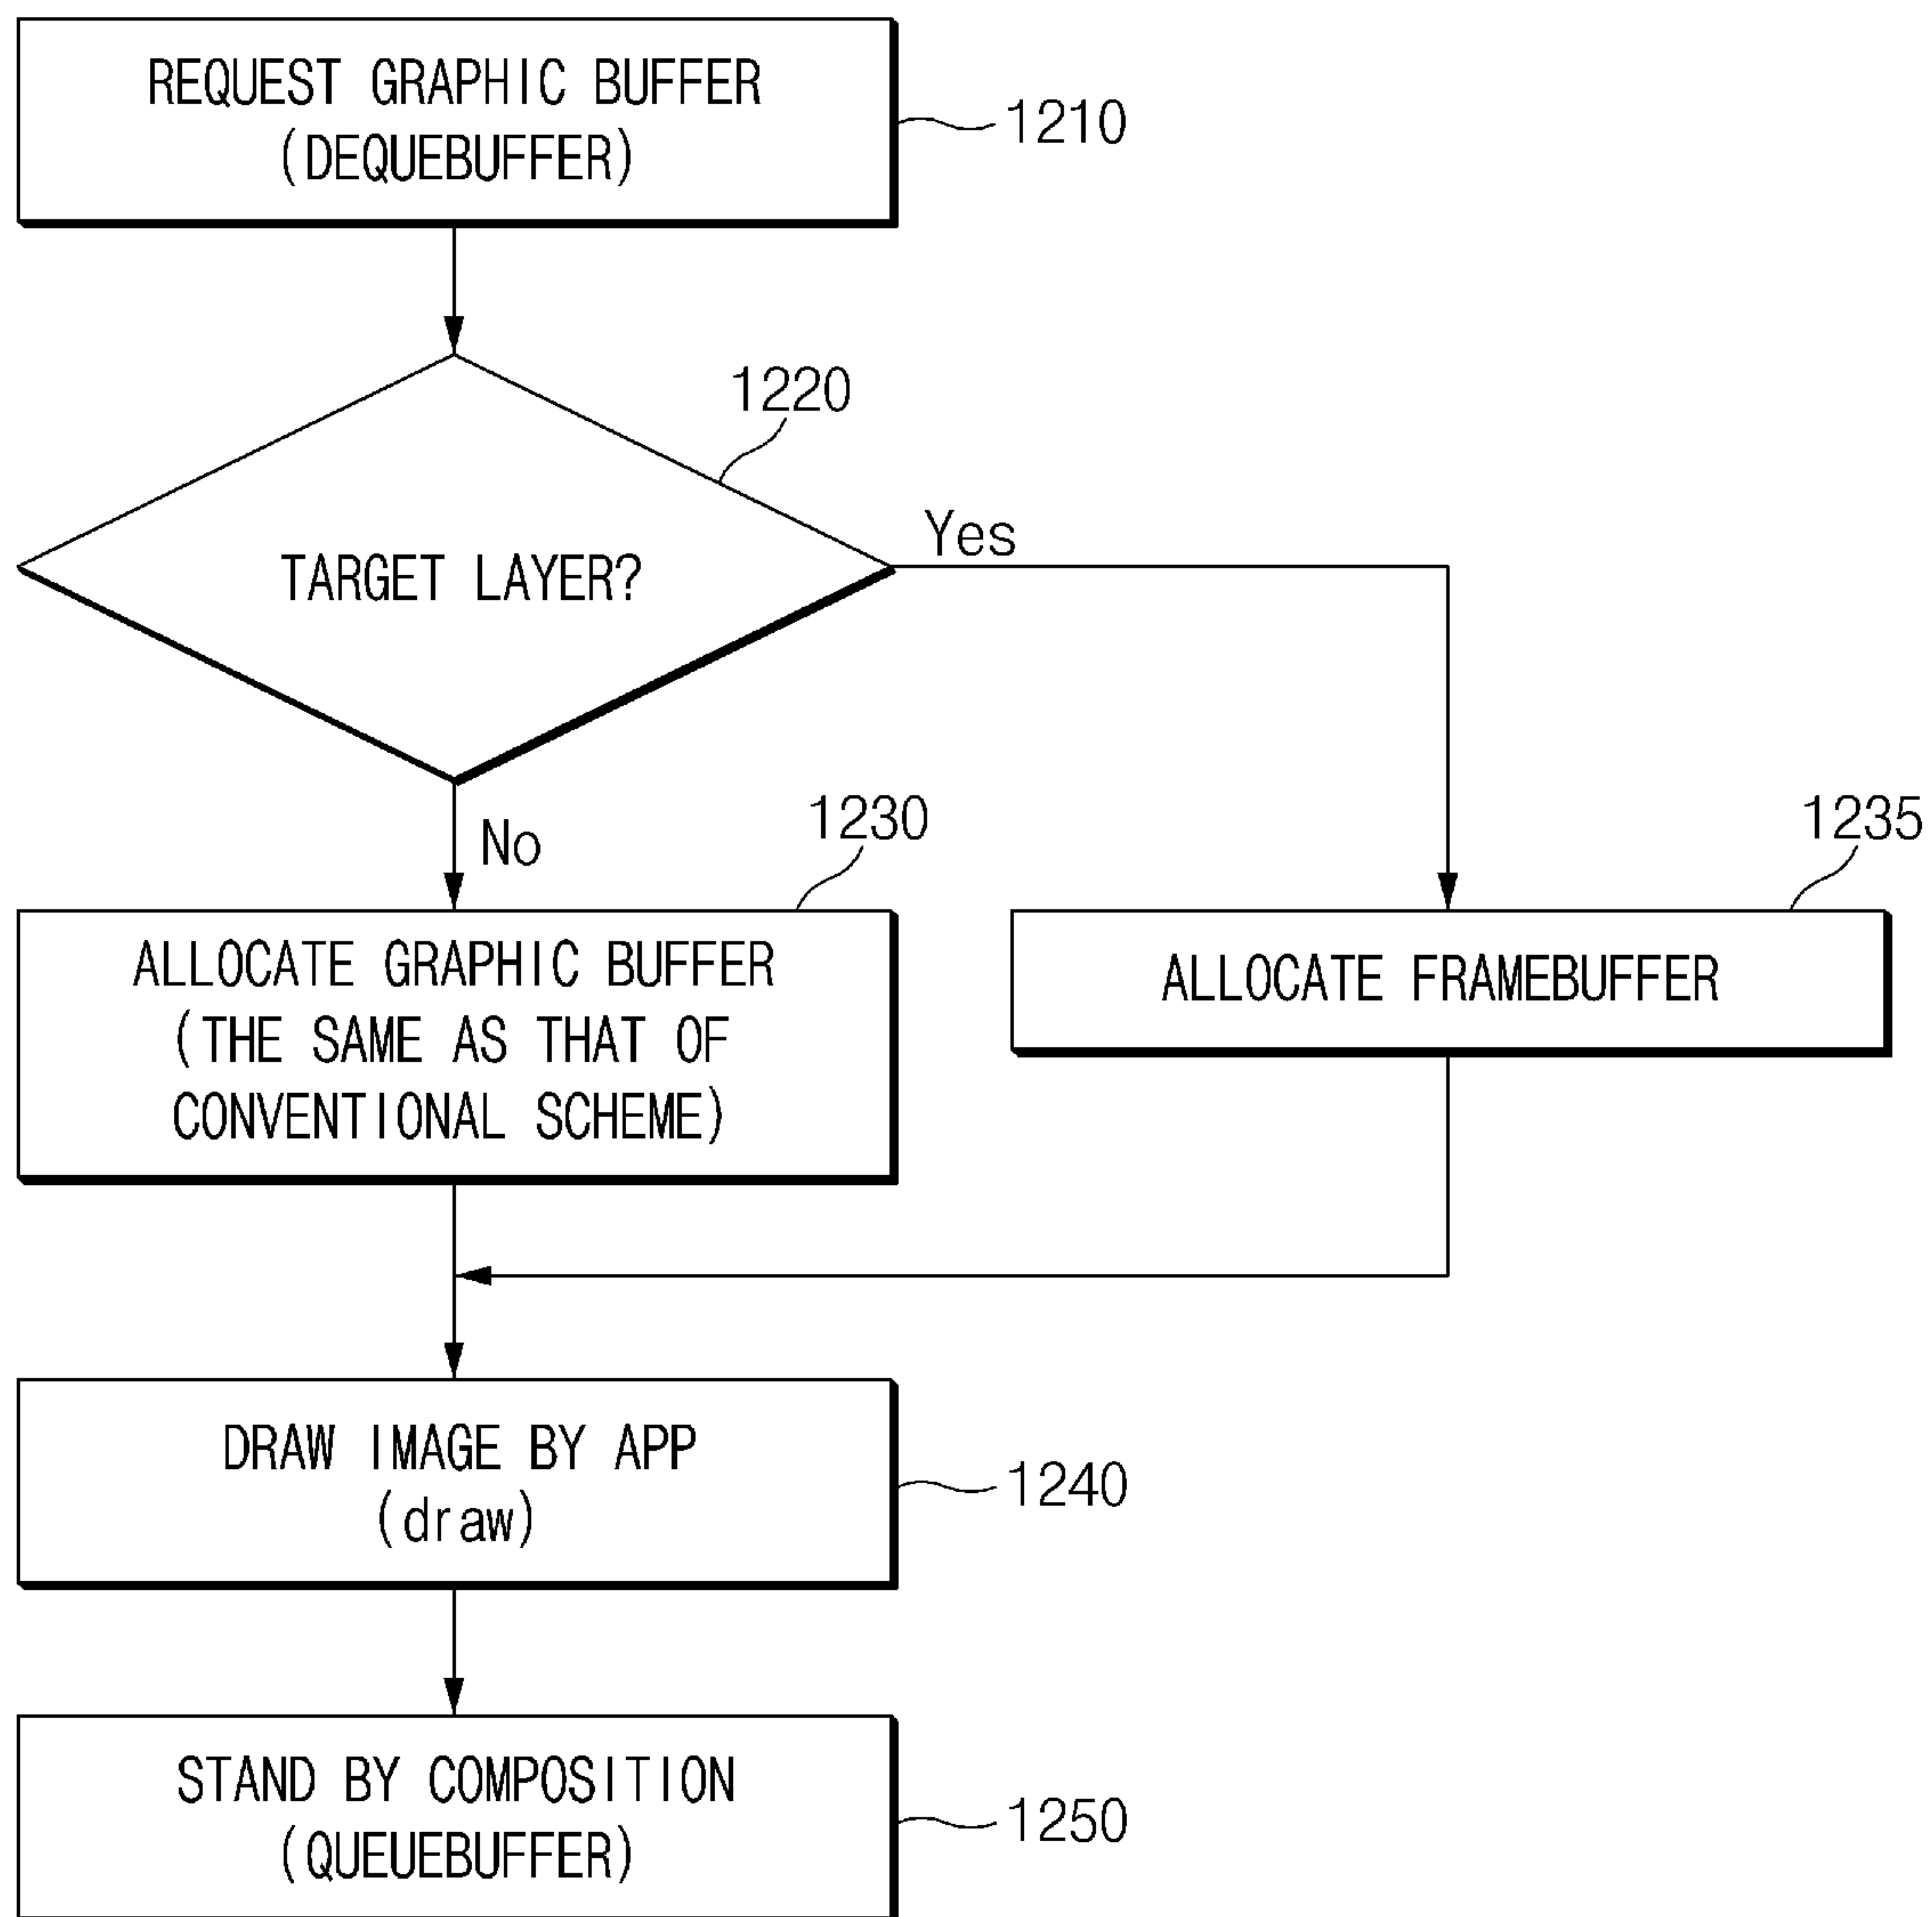 REQUEST GRAPHIC BUFFER
(DEQUEBUFFER)
1210
1220
TARGET LAYER?
Yes
No
1230
1235
ALLOCATE GRAPHIC BUFFER
(THE SAME AS THAT OF
CONVENTIONAL SCHEME)
ALLOCATE FRAMEBUFFER
DRAW IMAGE BY APP
(draw)
1240
STAND BY COMPOSITION
(QUEUEBUFFER)
1250